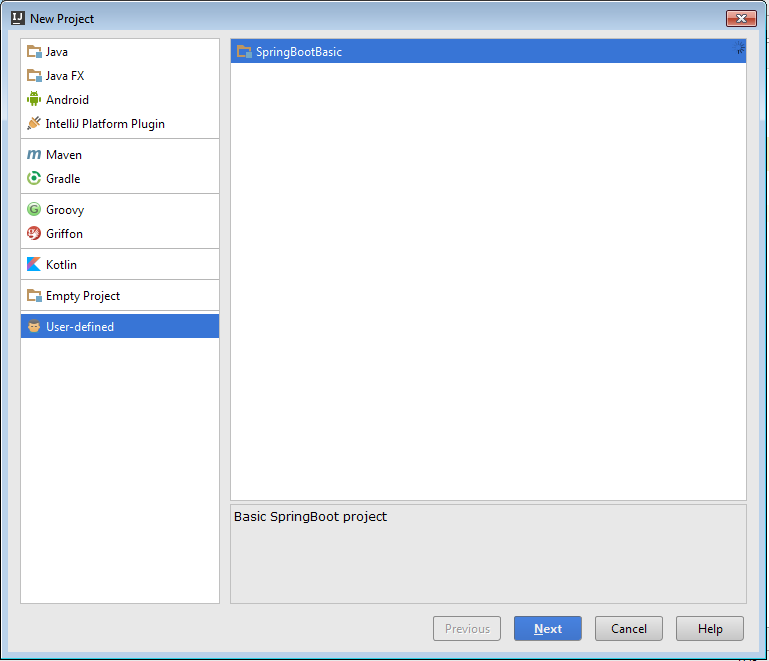 New Project
Java
Java FX
Android
IntelliJ Platform Plugin
Maven
Gradle
Groovy
Griffon
Kotlin
Empty Project
User-defined
SpringBootBasic
Basic SpringBoot project
Previous
Next
Cancel
Help